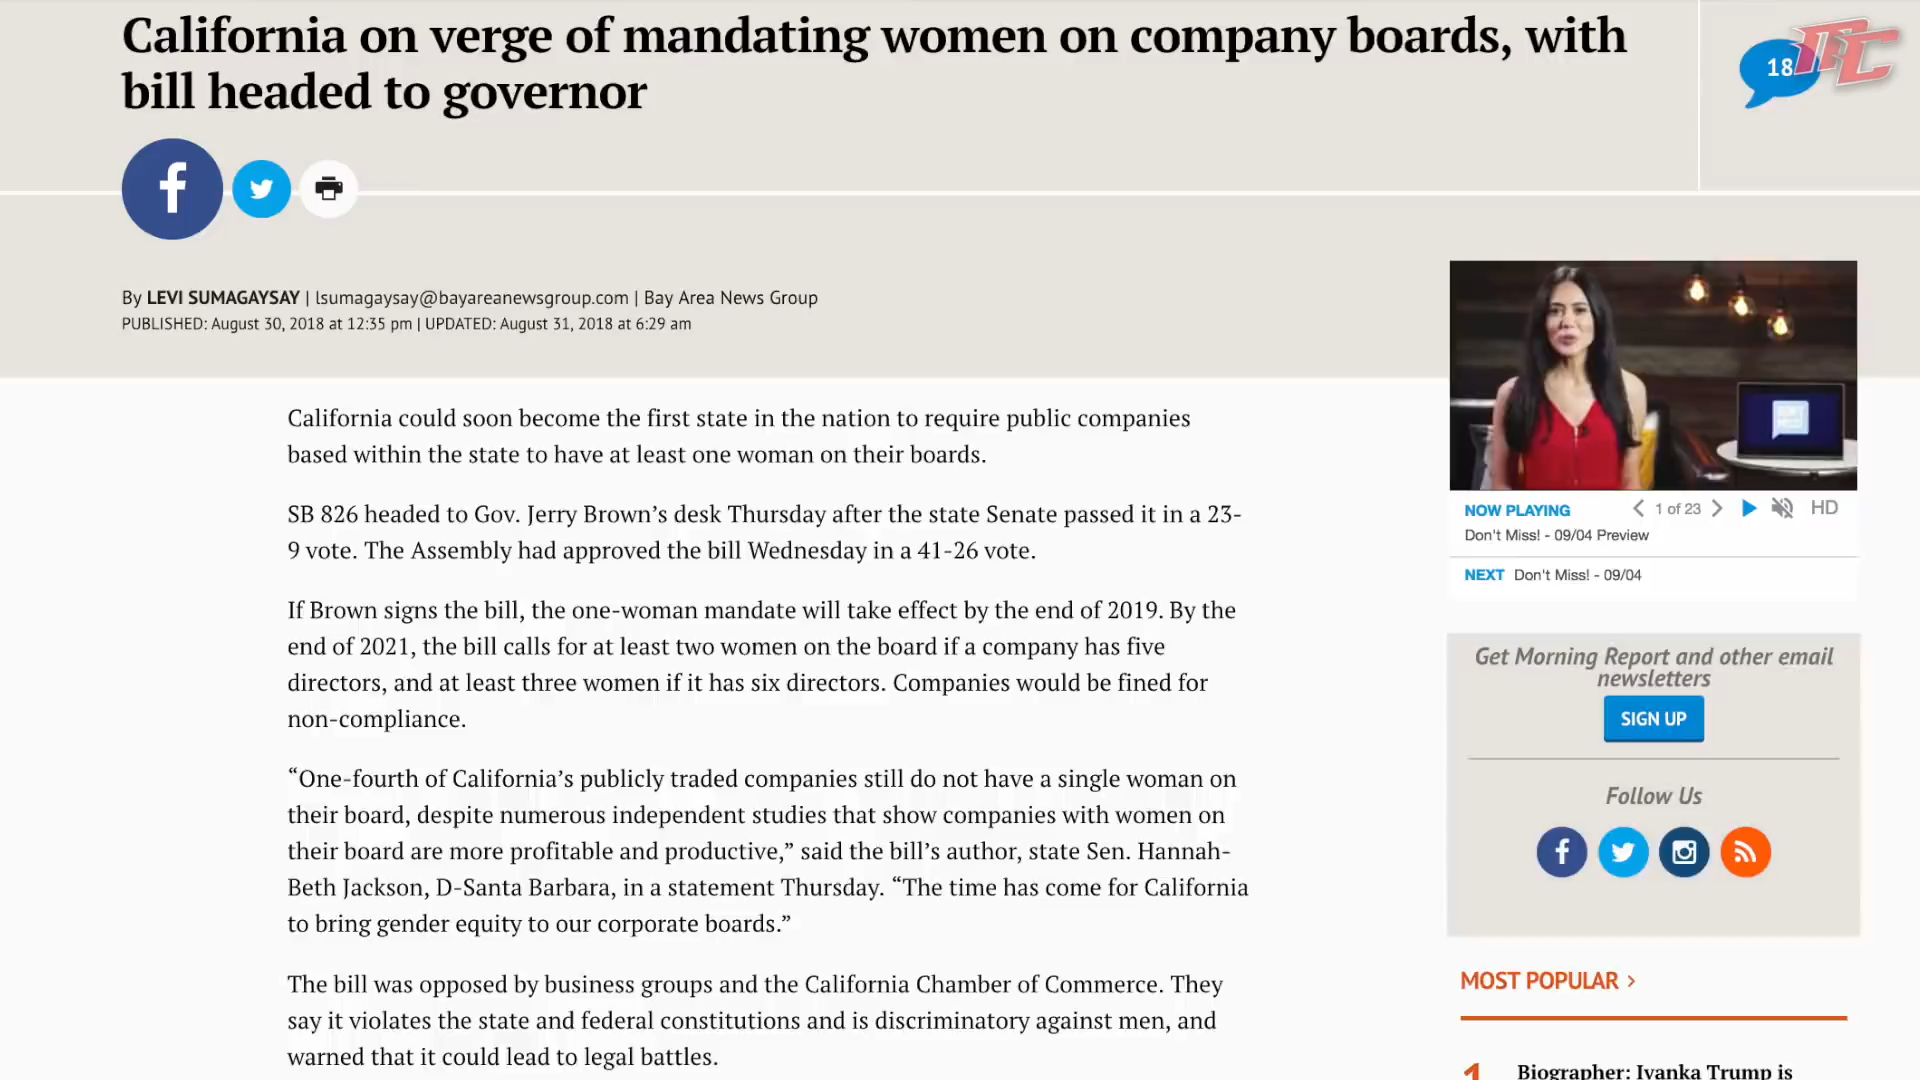 California on verge of mandating women on company boards, with
bill headed to governor
18
f
By LEVI SUMAGAYSAY | lsumagaysay@bayareanewsgroup.com | Bay Area News Group
PUBLISHED: August 30, 2018 at 12:35 pm | UPDATED: August 31, 2018 at 6:29 am
California could soon become the first state in the nation to require public companies
based within the state to have at least one woman on their boards.
SB 826 headed to Gov. Jerry Brown’s desk Thursday after the state Senate passed it in a 23-
9 vote. The Assembly had approved the bill Wednesday in a 41-26 vote.
If Brown signs the bill, the one-woman mandate will take effect by the end of 2019. By the
end of 2021, the bill calls for at least two women on the board if a company has five
directors, and at least three women if it has six directors. Companies would be fined for
non-compliance.
“One-fourth of California’s publicly traded companies still do not have a single woman on
their board, despite numerous independent studies that show companies with women on
their board are more profitable and productive,” said the bill’s author, state Sen. Hannah-
Beth Jackson, D-Santa Barbara, in a statement Thursday. “The time has come for California
to bring gender equity to our corporate boards.”
The bill was opposed by business groups and the California Chamber of Commerce. They
say it violates the state and federal constitutions and is discriminatory against men, and
warned that it could lead to legal battles.
NOW PLAYING
1 of 23
HD
Don't Miss! - 09/04 Preview
NEXT Don't Miss! - 09/04
Get Morning Report and other email
newsletters
SIGN UP
Follow Us
f
MOST POPULAR >
1 Biographer: Ivanka Trump is